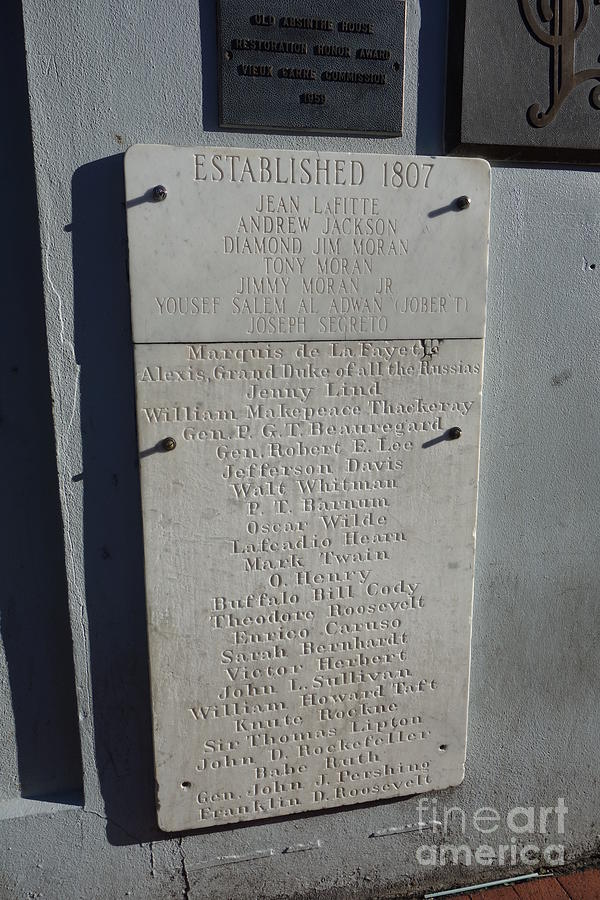 OLD ABSINTHE HOUSE
RESTORATION HONOR AWARD
VIEUX CARRE COMMISSION
1951
ESTABLISHED 1807
JEAN LAFITTE
ANDREW JACKSON
DIAMOND JIM MORAN
TONY MORAN
JIMMY MORAN, JR
YOUSEF SALEM AL ADWAN (JOBER'T)
JOSEPH SEGRETO
Marquis de La Fayette
Alexis, Grand Duke of all the Russias
Jenny Lind
William Makepeace Thackeray
Gen. P. G. T. Beauregard
Gen. Robert E. Lee
Jefferson Davis
Walt Whitman
P. T. Barnum
Oscar Wilde
Lafcadio Hearn
Mark Twain
O. Henry
Buffalo Bill Cody
Theodore Roosevelt
Enrico Caruso
Sarah Bernhardt
Victor Herbert
John L. Sullivan
William Howard Taft
Knute Rockne
Sir Thomas Lipton
John D. Rockefeller
Babe Ruth
Gen. John J. Pershing
Franklin D. Roosevelt
fineart
america